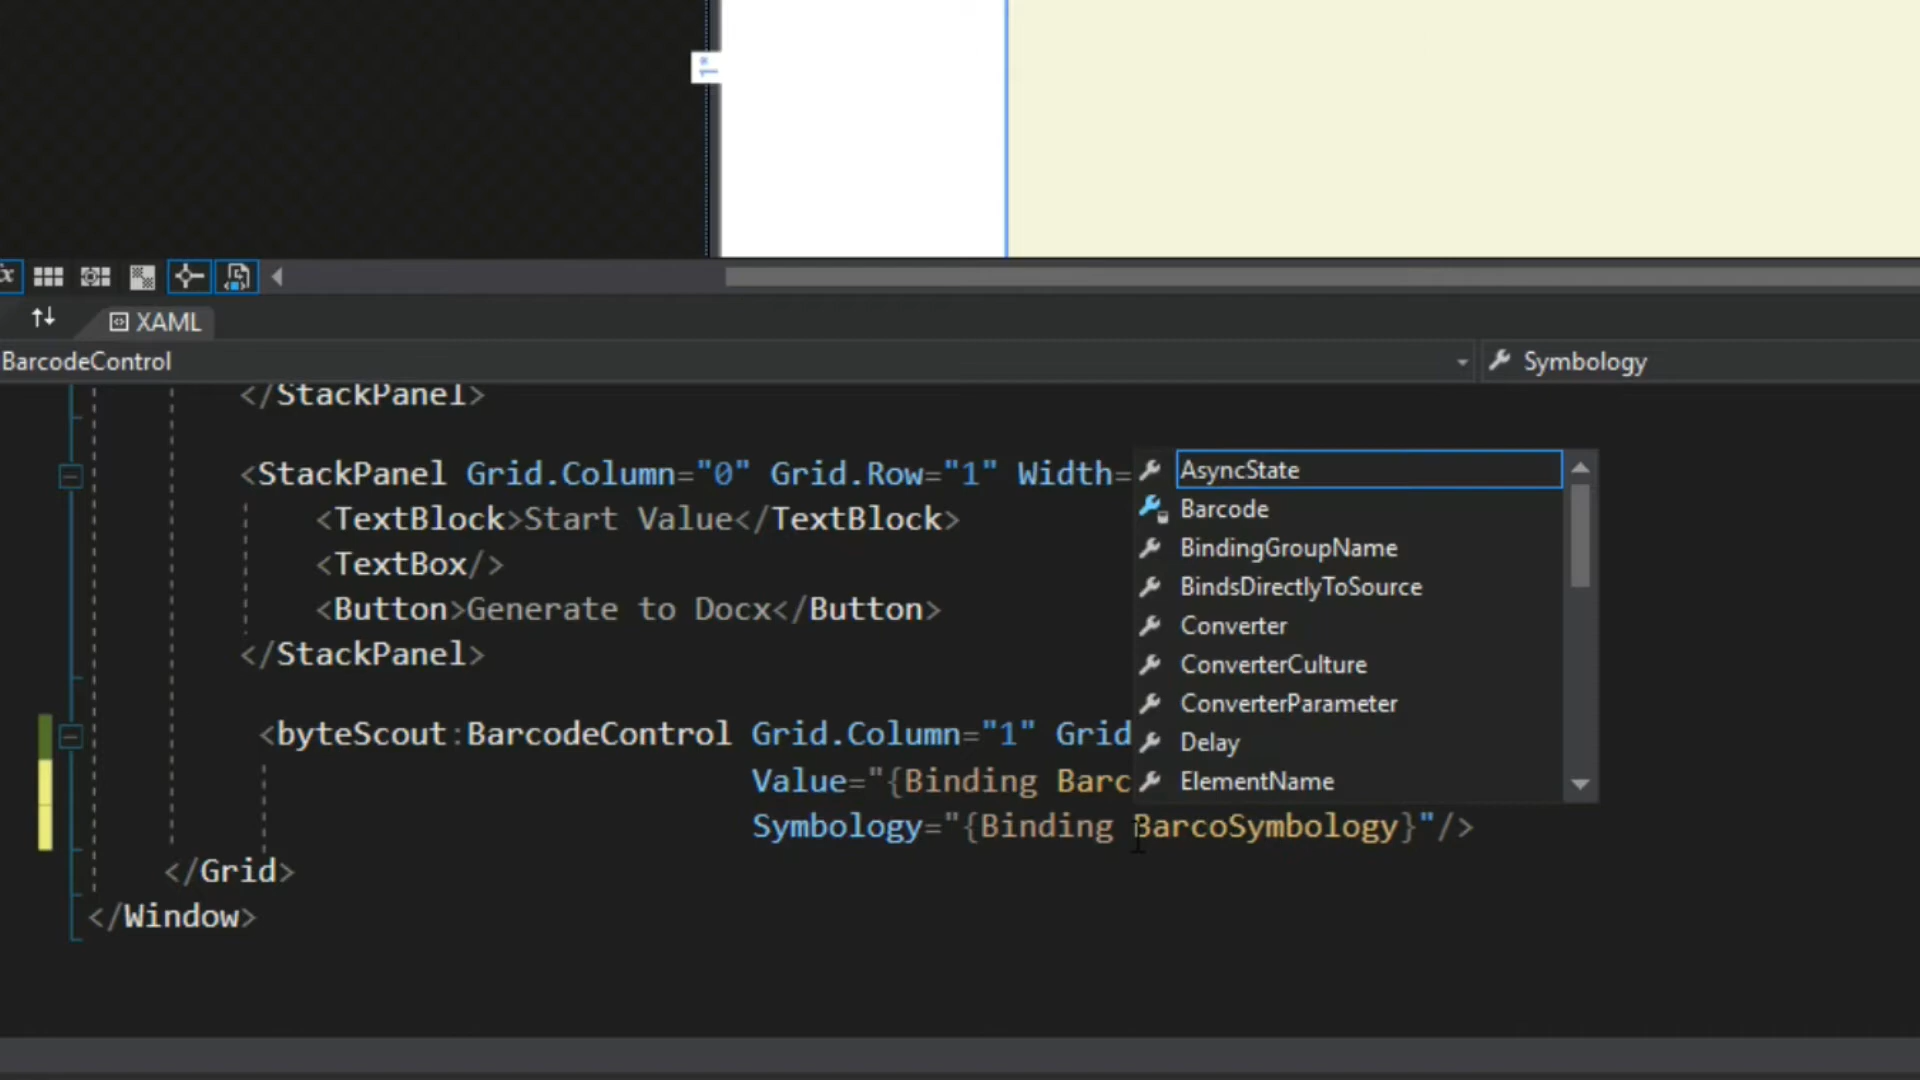 1*
XAML
BarcodeControl
Symbology
</StackPanel>
<StackPanel Grid.Column="0" Grid.Row="1" Width=
<TextBlock>Start Value</TextBlock>
<TextBox/>
<Button>Generate to Docx</Button>
</StackPanel>
<byteScout:BarcodeControl Grid.Column="1" Grid
Value="{Binding Barc
Symbology="{Binding BarcoSymbology}"/>
</Grid>
</Window>
AsyncState
Barcode
BindingGroupName
BindsDirectlyToSource
Converter
ConverterCulture
ConverterParameter
Delay
ElementName